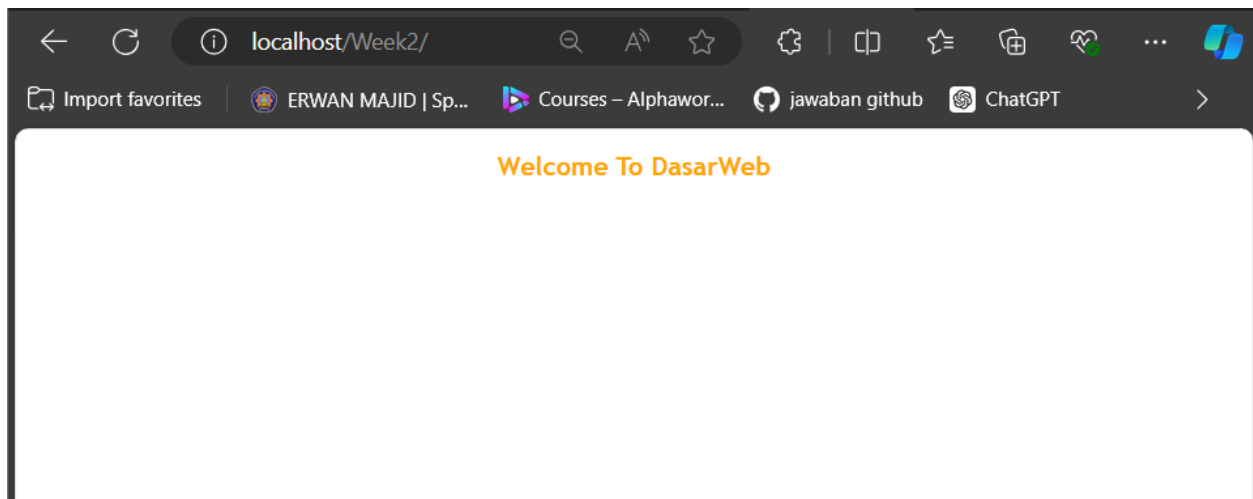 localhost/Week2/
Import favorites ERWAN MAJID | Sp... Courses – Alphawor... jawaban github ChatGPT
Welcome To DasarWeb